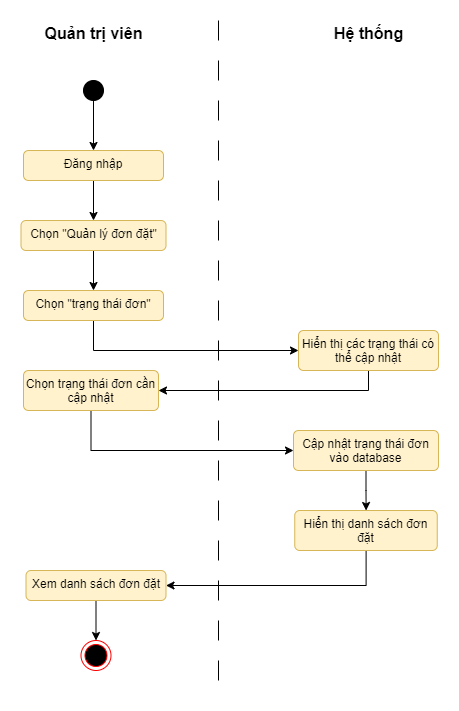 Quản trị viên
Hệ thống
Đăng nhập
Chọn "Quản lý đơn đặt"
Chọn "trạng thái đơn"
Hiển thị các trạng thái có
thể cập nhật
Chọn trạng thái đơn cần
cập nhật
Cập nhật trạng thái đơn
vào database
Hiển thị danh sách đơn
đặt
Xem danh sách đơn đặt